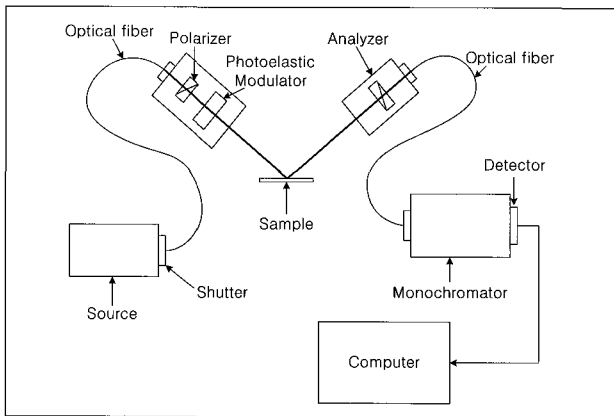 Optical fiber
Polarizer
Photoelastic
Modulator
Analyzer
Optical fiber
Sample
Detector
Shutter
Source
Monochromator
Computer